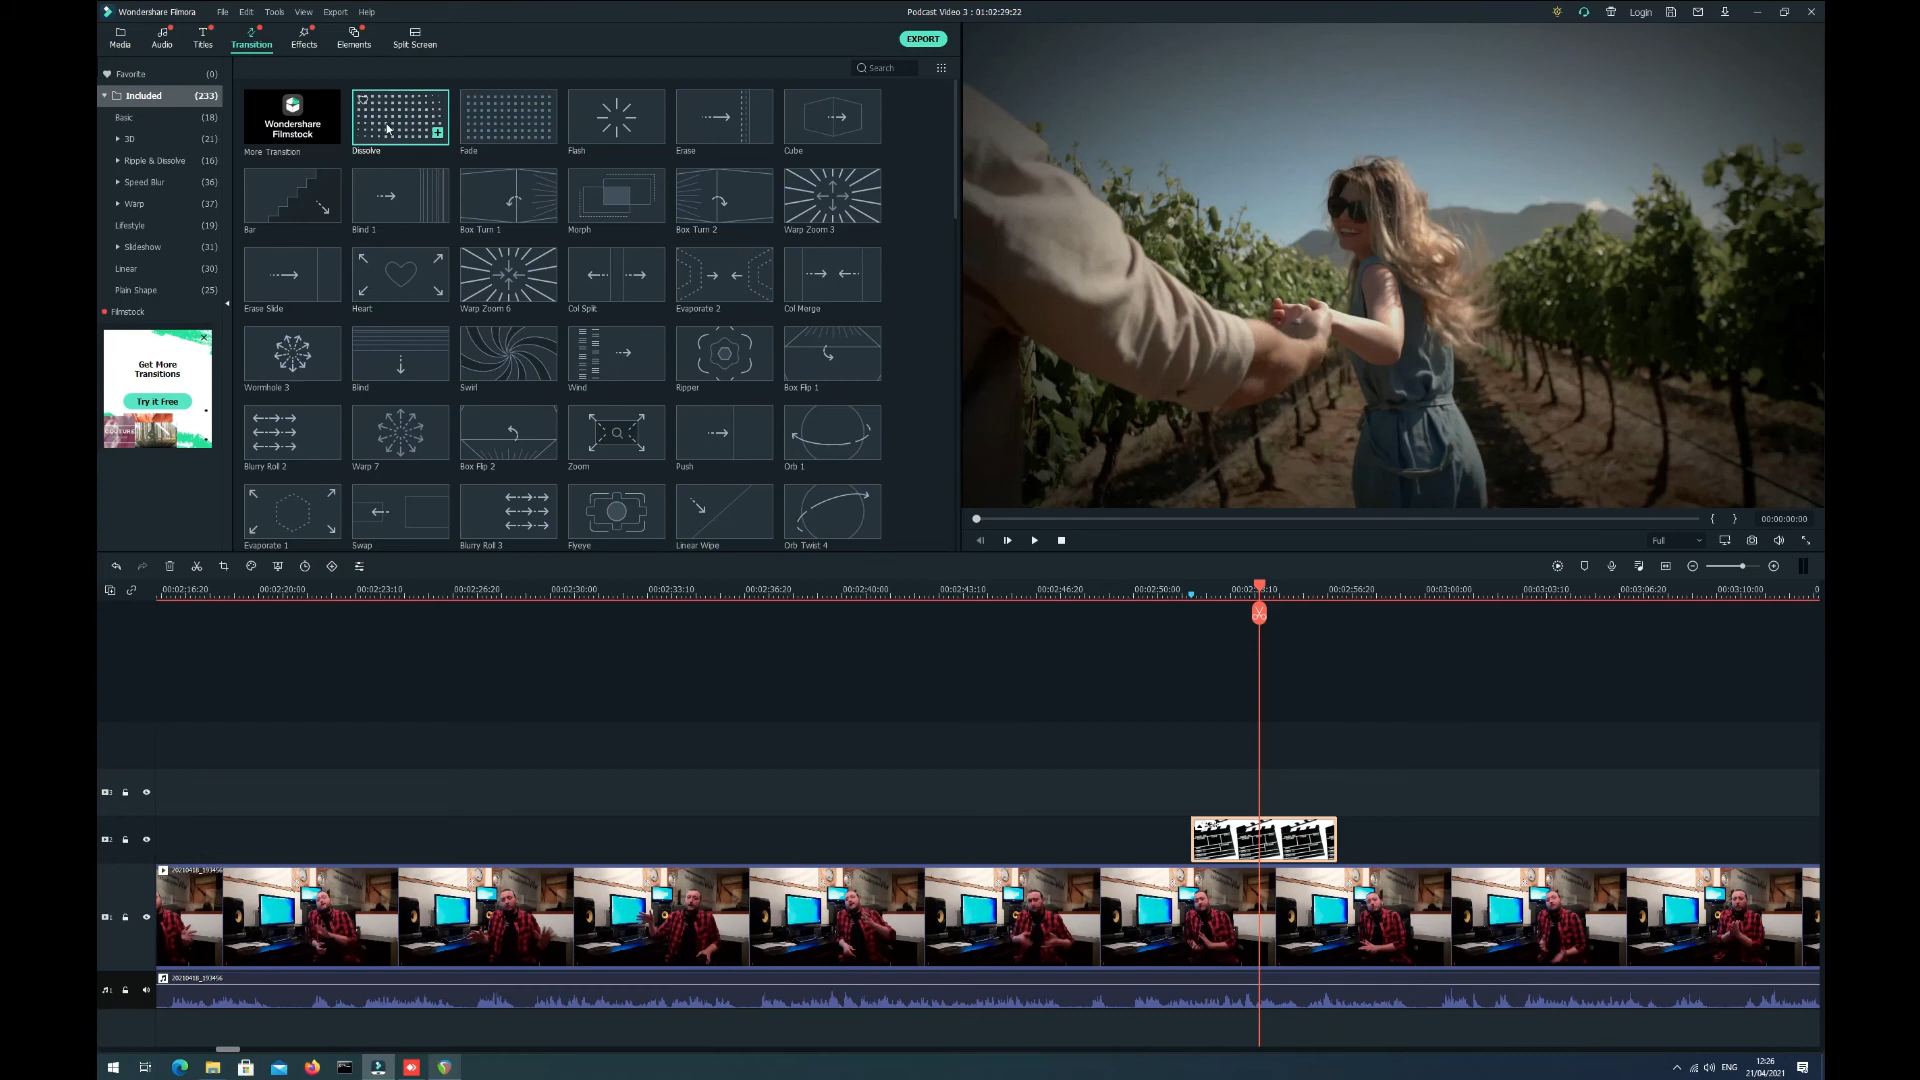 Wondershare Filmora File Edit Tools View Export Help Podcast Video 3 : 01:02:29:22 Login
Media Audio Titles Transition Effects Elements Split Screen EXPORT
Search
Favorite (0)
Included (233)
Basic (18)
3D (21)
Ripple & Dissolve (16)
Speed Blur (36)
Warp (37)
Lifestyle (19)
Slideshow (31)
Linear (30)
Plain Shape (25)
Filmstock
Get More
Transitions
Try it Free
Wondershare
Filmstock
More Transition Dissolve Fade Flash Erase Cube
Bar Blind 1 Box Turn 1 Morph Box Turn 2 Warp Zoom 3
Erase Slide Heart Warp Zoom 6 Col Split Evaporate 2 Col Merge
Wormhole 3 Blind Swirl Wind Ripper Box Flip 1
Blurry Roll 2 Warp 7 Box Flip 2 Zoom Push Orb 1
Evaporate 1 Swap Blurry Roll 3 Flyeye Linear Wipe Orb Twist 4
00:00:00:00
Full
00:02:16:20 00:02:20:00 00:02:23:10 00:02:26:20 00:02:30:00 00:02:33:10 00:02:36:20 00:02:40:00 00:02:43:10 00:02:46:20 00:02:50:00 00:02:56:20 00:03:00:00 00:03:03:10 00:03:06:20 00:03:10:00
3
2
20210418_193456
1
20210418_193456
1
ENG
12:26
21/04/2021